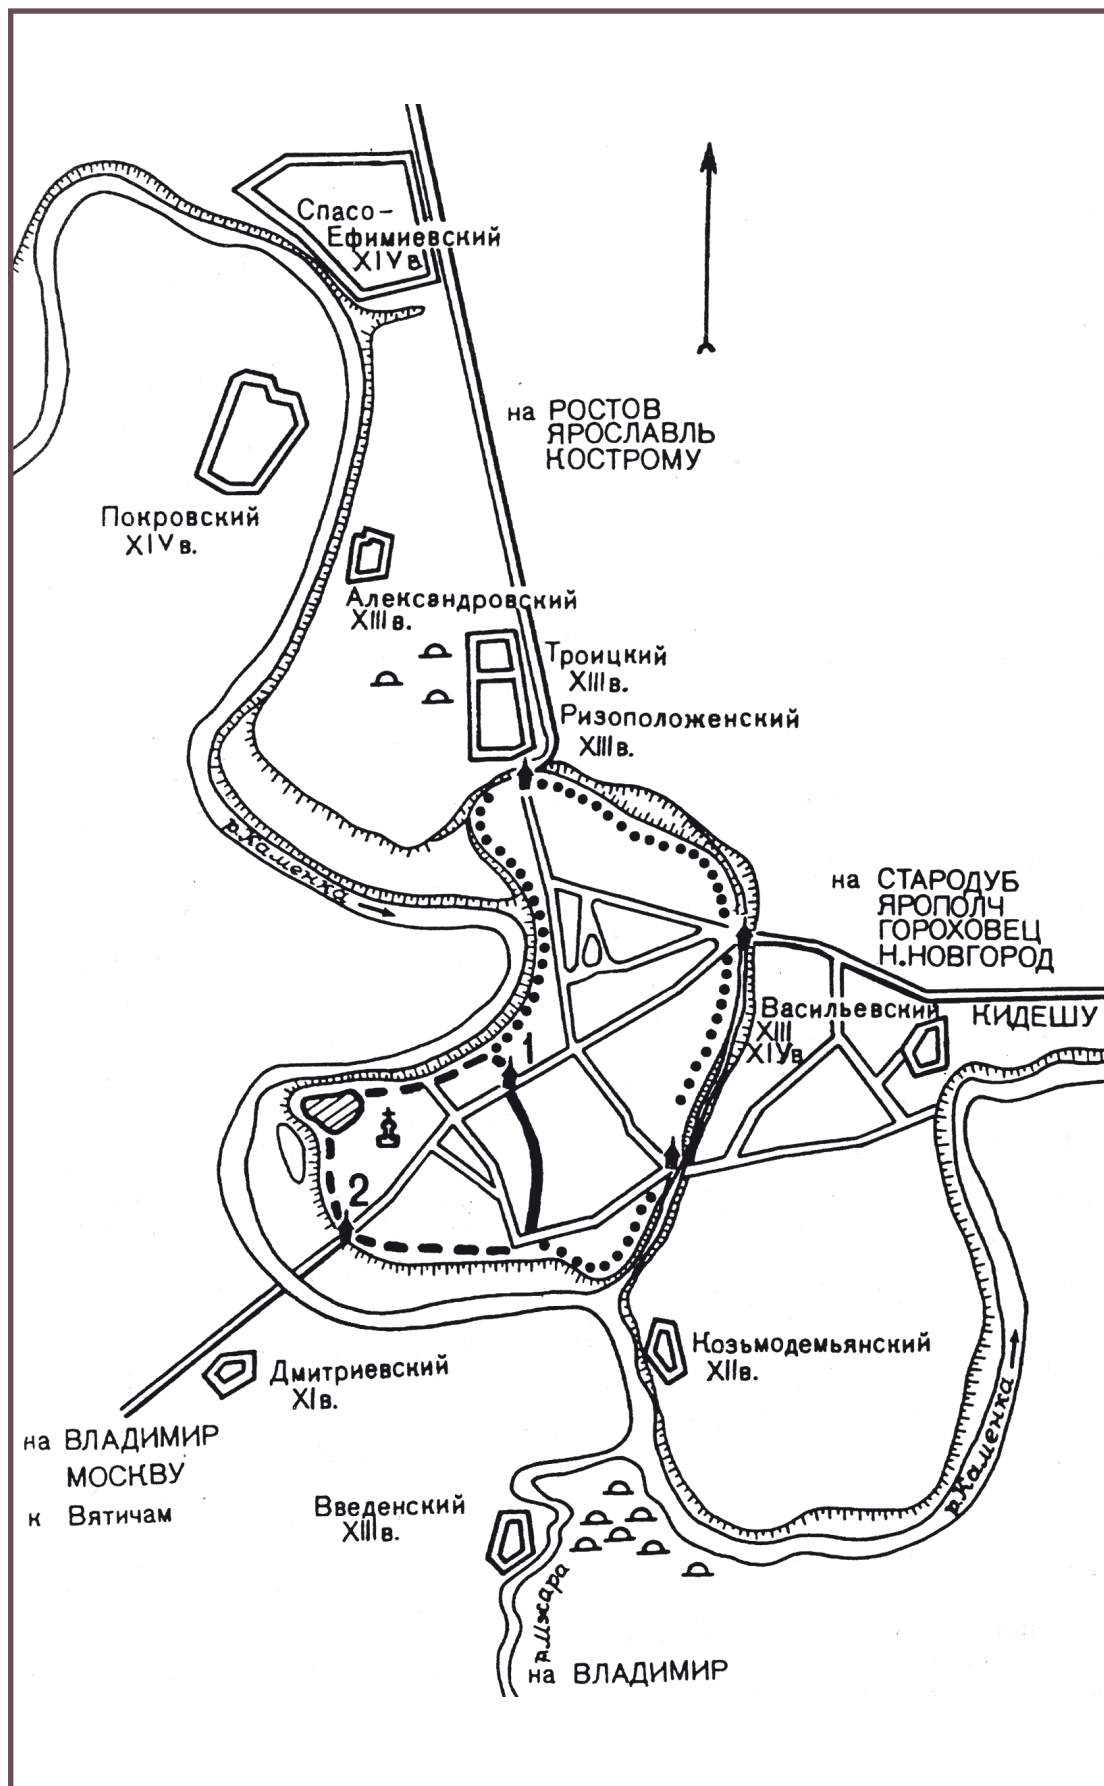 Спасо-
Ефимиевский
XIVв.
на РОСТОВ
ЯРОСЛАВЛЬ
КОСТРОМУ
Покровский
XIVв.
Александровский
XIIIв.
Троицкий
XIIIв.
Ризоположенский
XIIIв.
р.Каменка
на СТАРОДУБ
ЯРОПОЛЧ
ГОРОХОВЕЦ
Н.НОВГОРОД
КИДЕШУ
Васильевский
XIII
XIVв
1
2
Козьмодемьянский
XIIв.
Дмитриевский
XIв.
на ВЛАДИМИР
МОСКВУ
к Вятичам
р.Каменка
Введенский
XIIIв.
р.Мжара
на ВЛАДИМИР